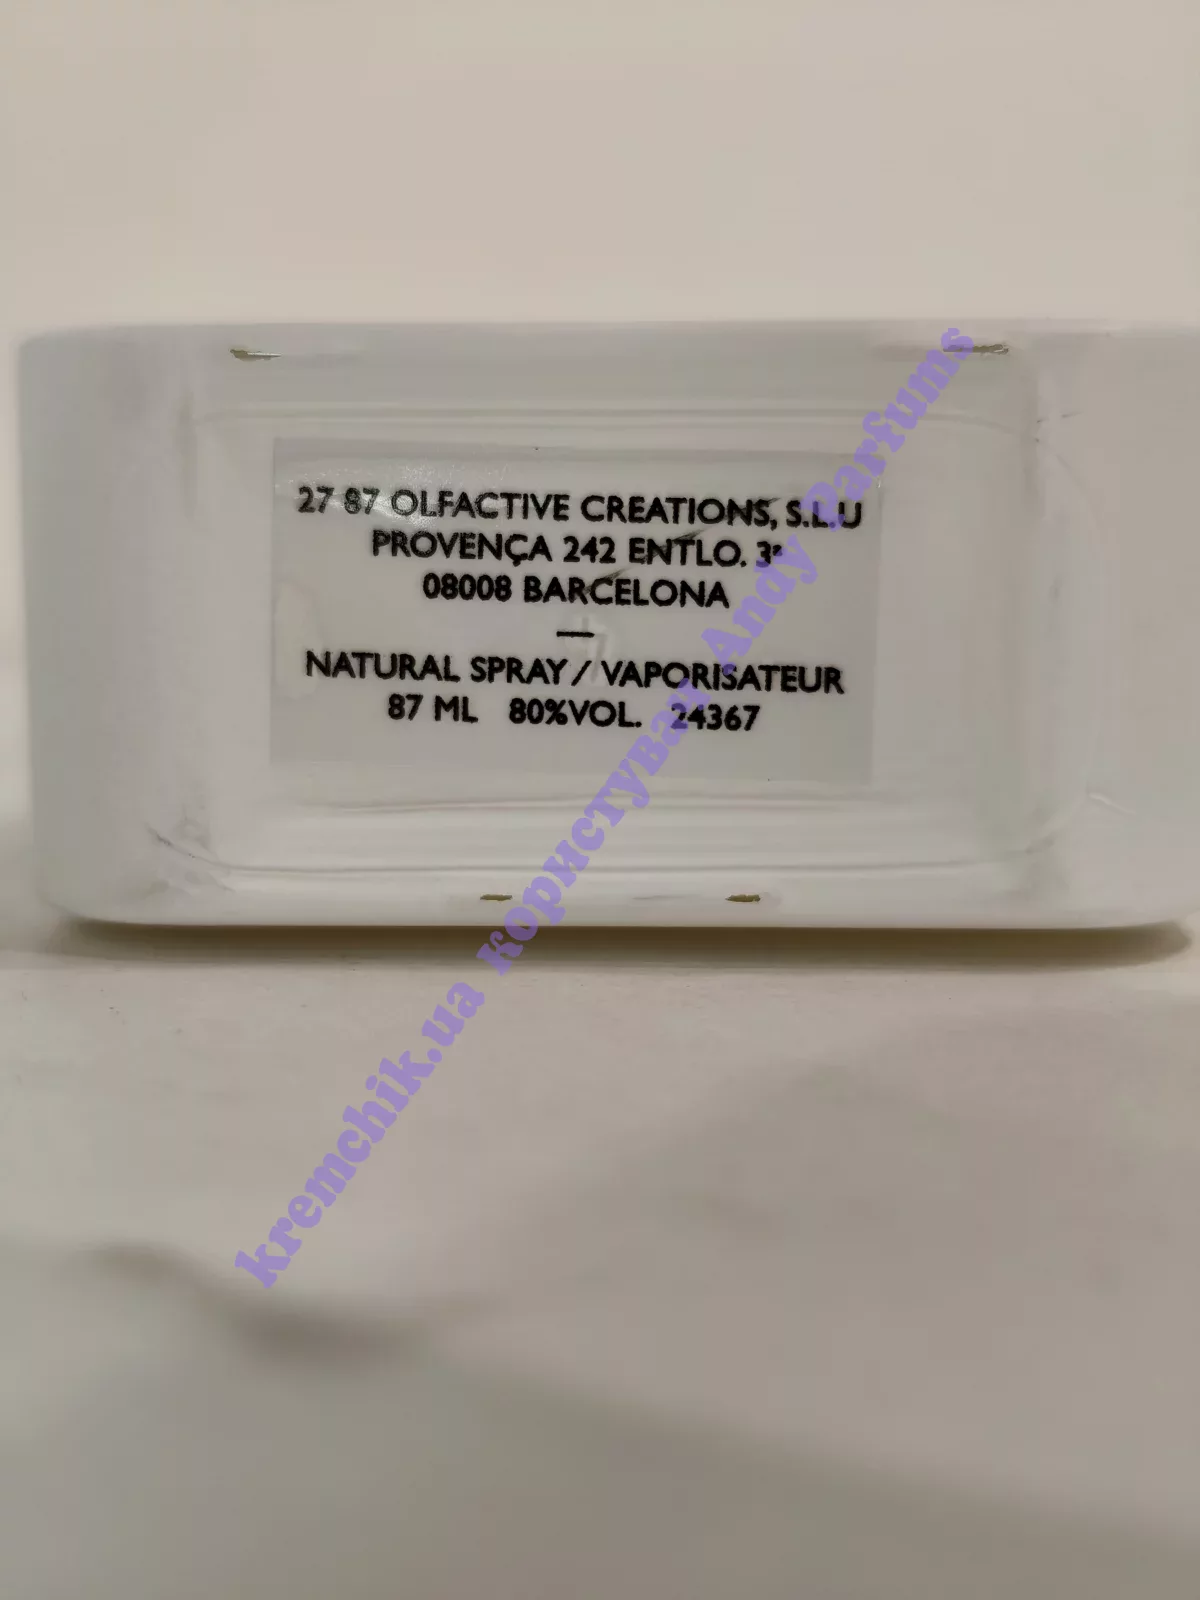 27 87 OLFACTIVE CREATIONS, S.L.U
PROVENÇA 242 ENTLO. 3ª
08008 BARCELONA
—
NATURAL SPRAY / VAPORISATEUR
87 ML 80%VOL. 24367
kremchik.ua користувач Andy Parfums